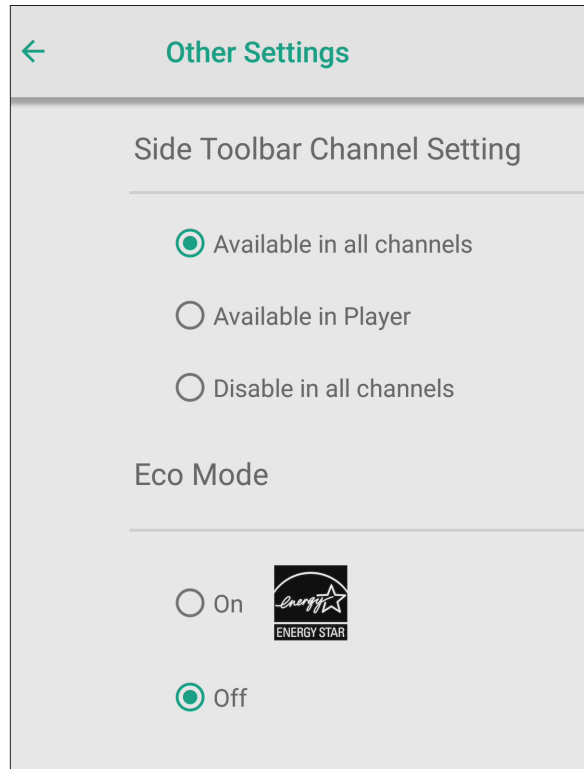 Other Settings
Side Toolbar Channel Setting
Available in all channels
Available in Player
Disable in all channels
Eco Mode
On
energy
ENERGY STAR
Off